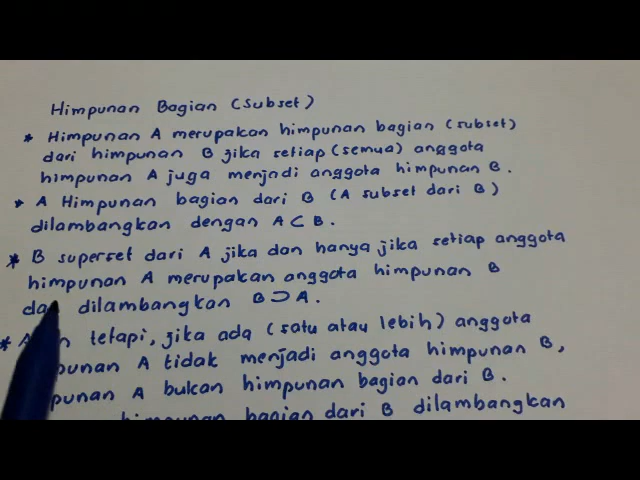 Himpunan Bagian (Subset)
* Himpunan A merupakan himpunan bagian (subset)
dari himpunan B jika setiap (semua) anggota
himpunan A juga menjadi anggota himpunan B.
* A Himpunan bagian dari B (A subset dari B)
dilambangkan dengan A⊂B.
* B superset dari A jika dan hanya jika setiap anggota
himpunan A merupakan anggota himpunan B
dilambangkan B⊃A.
* tetapi, jika ada (satu atau lebih) anggota
A tidak menjadi anggota himpunan B,
A bukan himpunan bagian dari B.
himpunan bagian dari B dilambangkan